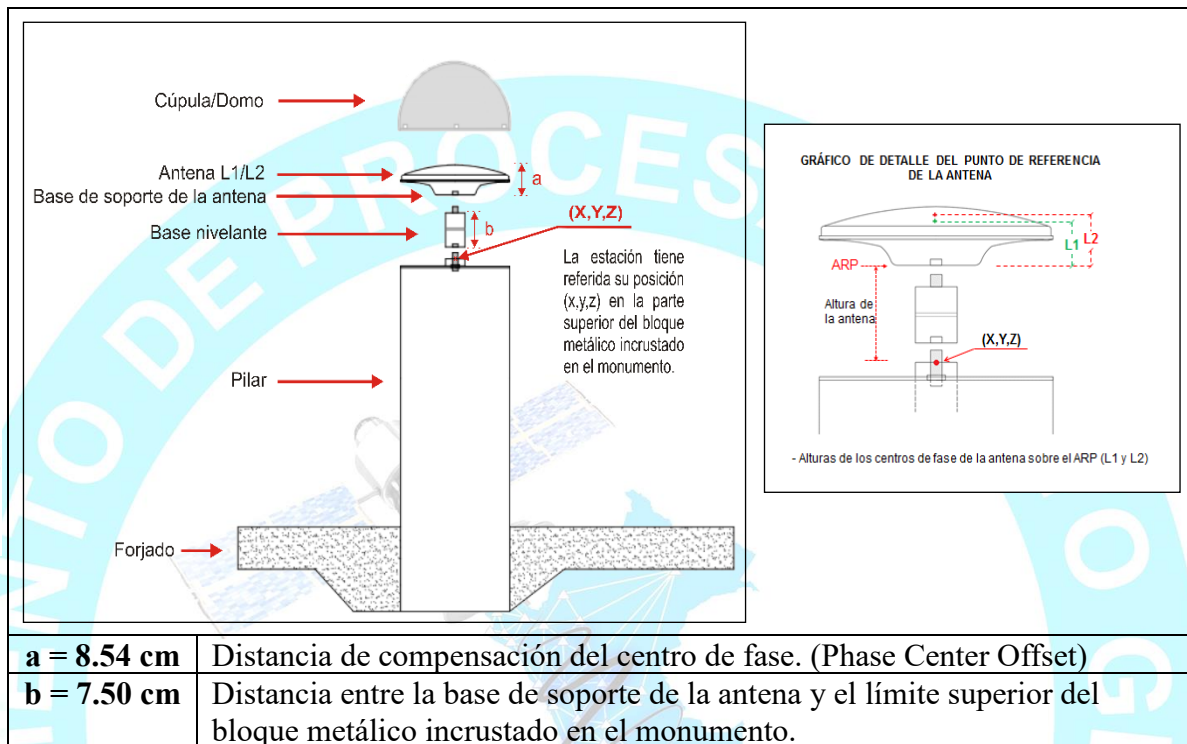 Cúpula/Domo
Antena L1/L2
Base de soporte de la antena
Base nivelante
a
b
(X,Y,Z)
La estación tiene
referida su posición
(x,y,z) en la parte
superior del bloque
metálico incrustado
en el monumento.
Pilar
Forjado
GRÁFICO DE DETALLE DEL PUNTO DE REFERENCIA
DE LA ANTENA
L1
L2
ARP
Altura de
la antena
(X,Y,Z)
- Alturas de los centros de fase de la antena sobre el ARP (L1 y L2)
a = 8.54 cm Distancia de compensación del centro de fase. (Phase Center Offset)
b = 7.50 cm Distancia entre la base de soporte de la antena y el límite superior del
bloque metálico incrustado en el monumento.
DE PROCES